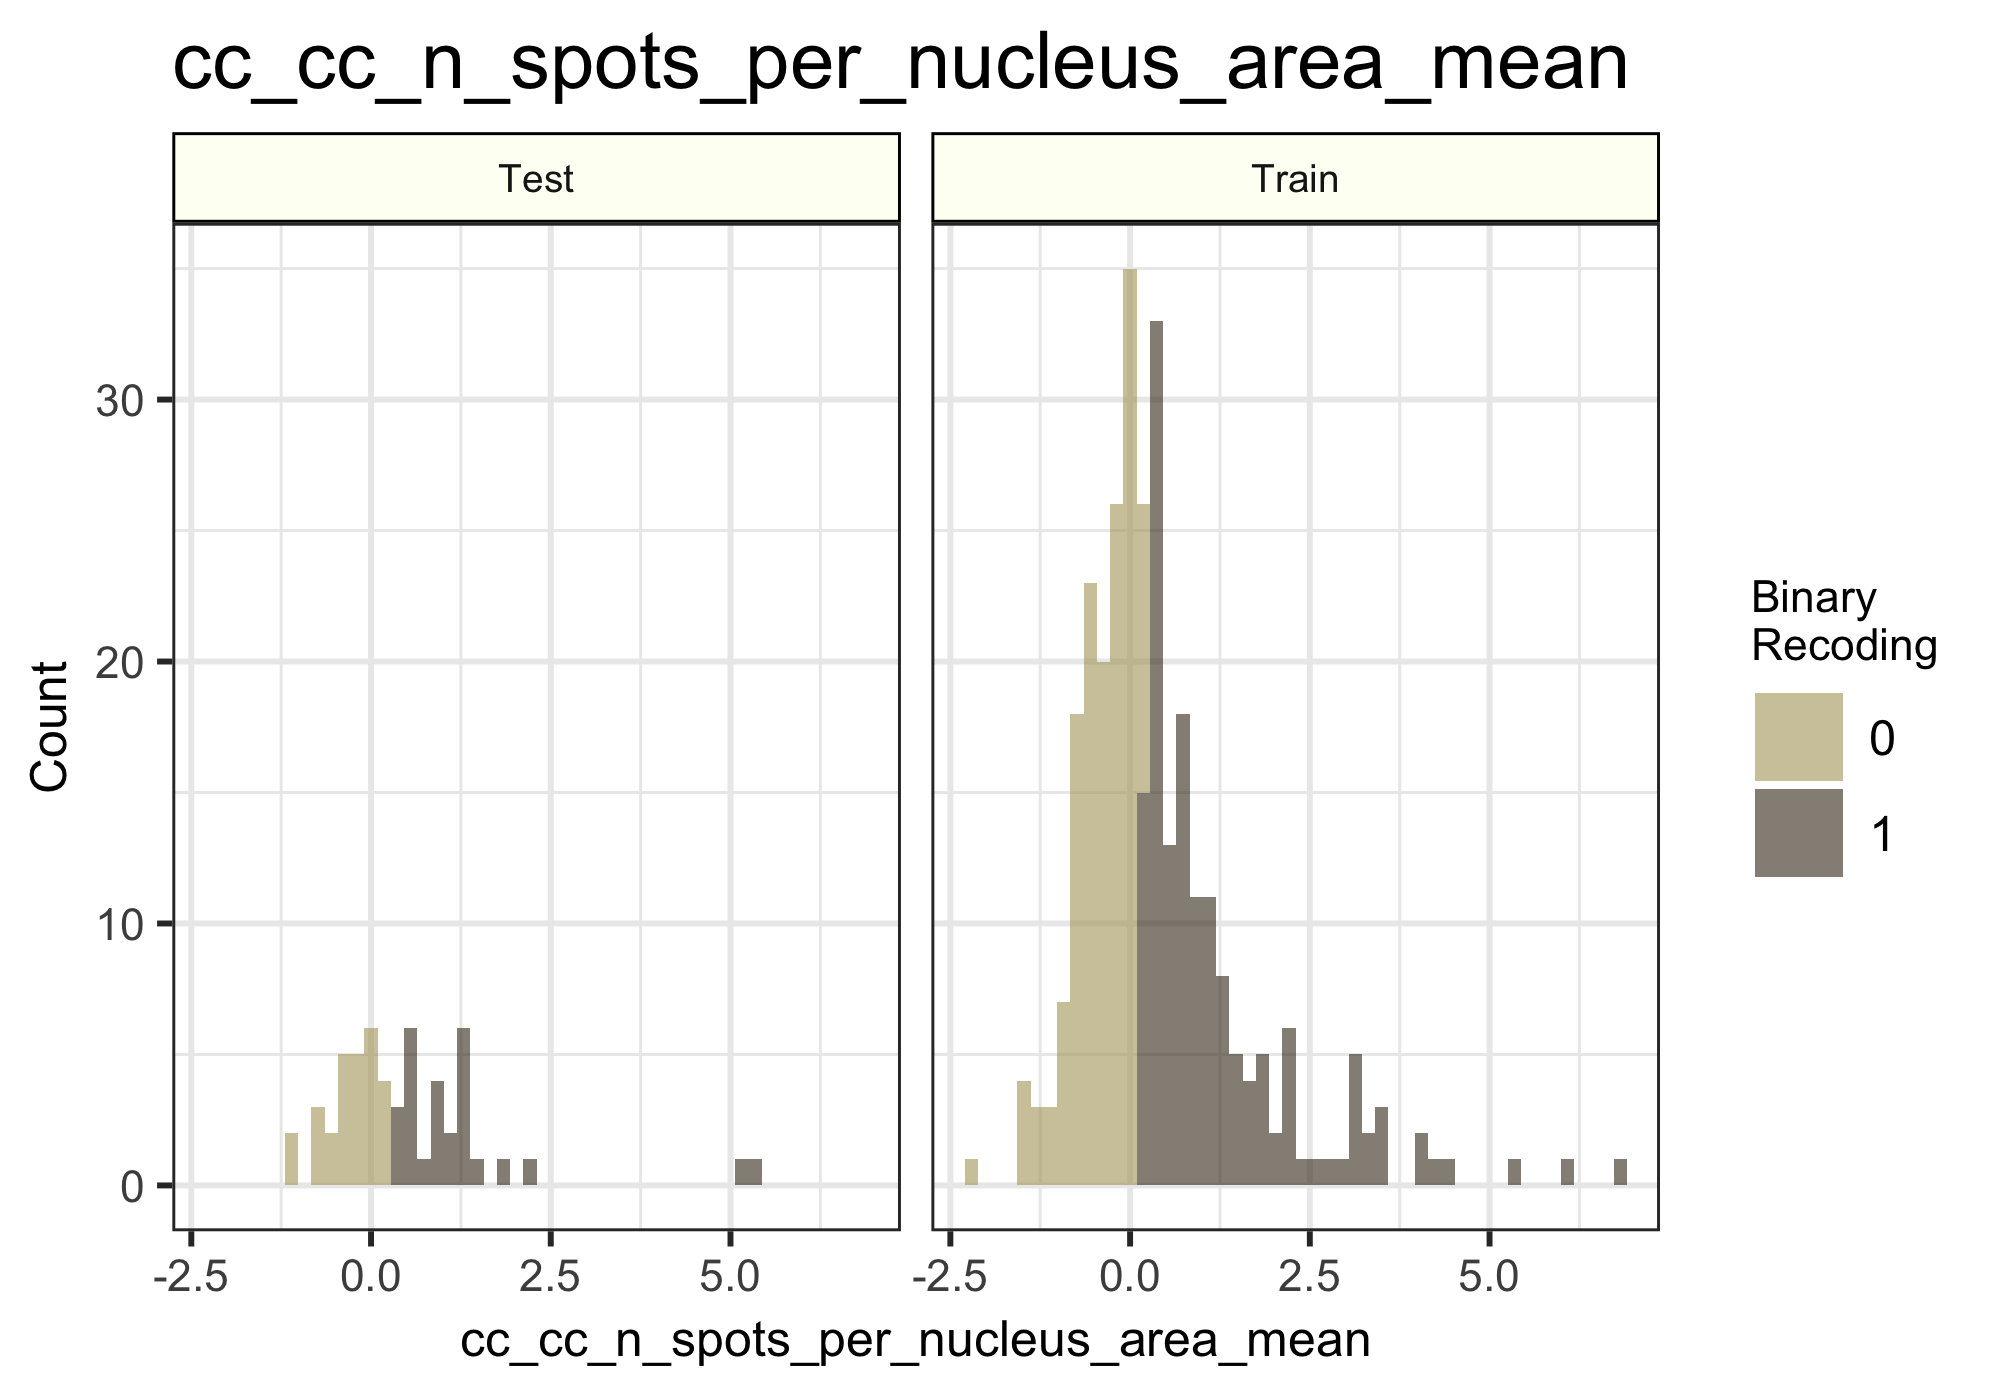 cc_cc_n_spots_per_nucleus_area_mean
Test
Train
30
20
10
0
Count
-2.5
0.0
2.5
5.0
-2.5
0.0
2.5
5.0
cc_cc_n_spots_per_nucleus_area_mean
Binary
Recoding
0
1